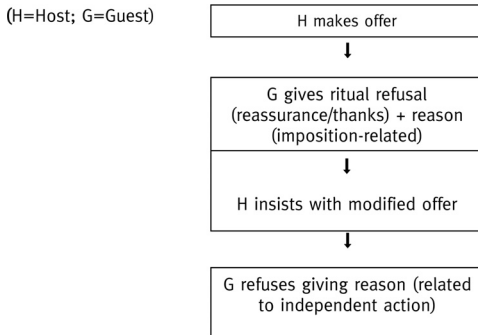 (H=Host; G=Guest)
H makes offer
G gives ritual refusal
(reassurance/thanks) + reason
(imposition-related)
H insists with modified offer
G refuses giving reason (related
to independent action)